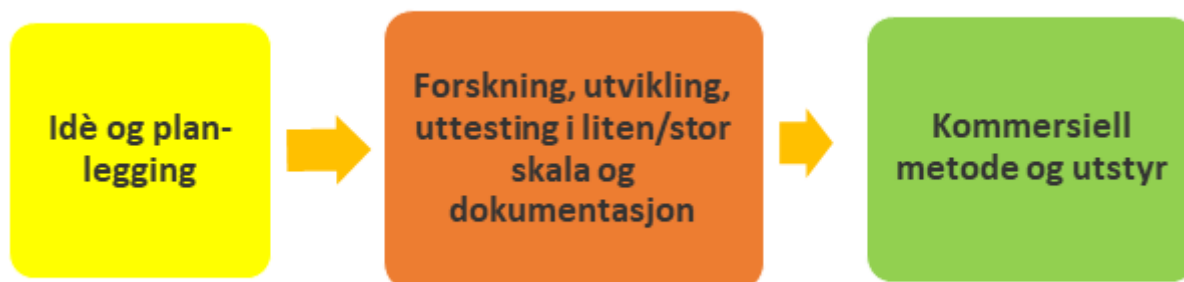 Idè og plan-
legging
Forskning, utvikling,
uttesting i liten/stor
skala og
dokumentasjon
Kommersiell
metode og utstyr